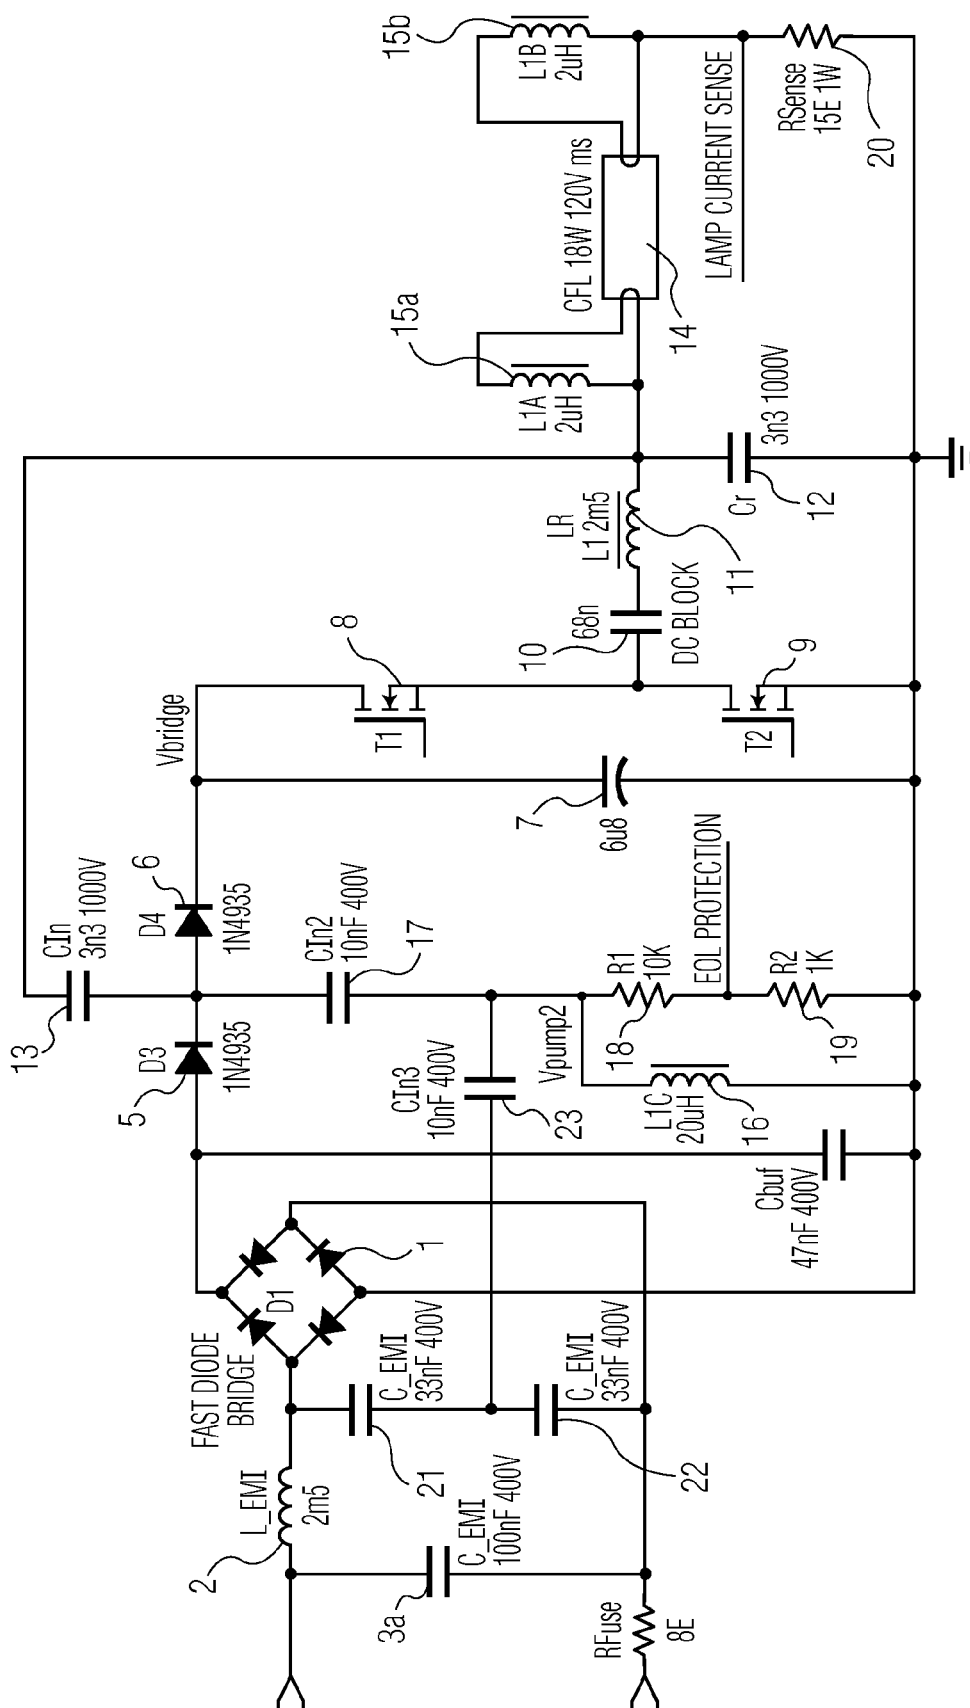 13
CIn
3n3 1000V
5
D3
1N4935
D4
6
1N4935
Vbridge
FAST DIODE
BRIDGE
D1
1
L_EMI
2m5
2
3a
C_EMI
100nF 400V
21
C_EMI
33nF 400V
C_EMI
33nF 400V
22
RFuse
8E
CIn2
10nF 400V
17
CIn3
10nF 400V
23
Vpump2
L1C
20uH
16
Cbuf
47nF 400V
18
R1
10K
EOL PROTECTION
R2
1K
19
7
6u8
8
T1
T2
9
10
68n
DC BLOCK
LR
L1 2m5
11
Cr
12
3n3 1000V
15a
L1A
2uH
15b
L1B
2uH
CFL 18W 120V ms
14
LAMP CURRENT SENSE
RSense
15E 1W
20